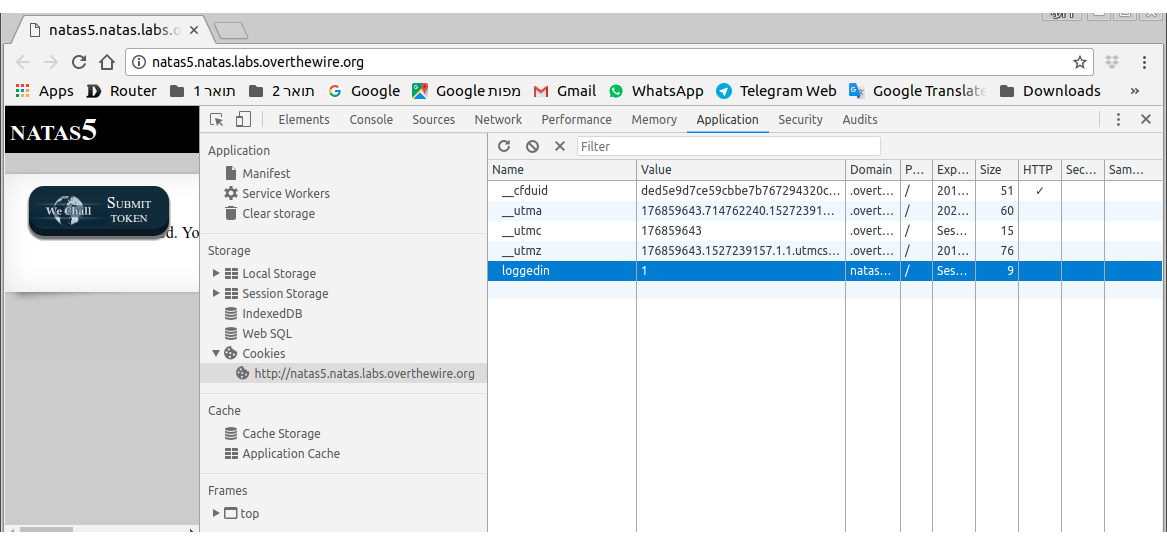 natas5.natas.labs.o
natas5.natas.labs.overthewire.org
Apps Router תואר 1 תואר 2 Google מפות Google Gmail WhatsApp Telegram Web Google Translate Downloads »
NATAS5
Elements Console Sources Network Performance Memory Application Security Audits
We Chall
SUBMIT
TOKEN
d. Yo
Application
Manifest
Service Workers
Clear storage
Storage
Local Storage
Session Storage
IndexedDB
Web SQL
Cookies
http://natas5.natas.labs.overthewire.org
Cache
Cache Storage
Application Cache
Frames
top
Filter
Name Value Domain P... Exp... Size HTTP Sec... Sam...
__cfduid ded5e9d7ce59cbbe7b767294320c... .overt... / 201... 51 ✓
__utma 176859643.714762240.15272391... .overt... / 202... 60
__utmc 176859643 .overt... / Ses... 15
__utmz 176859643.1527239157.1.1.utmcs... .overt... / 201... 76
loggedin 1 natas... / Ses... 9